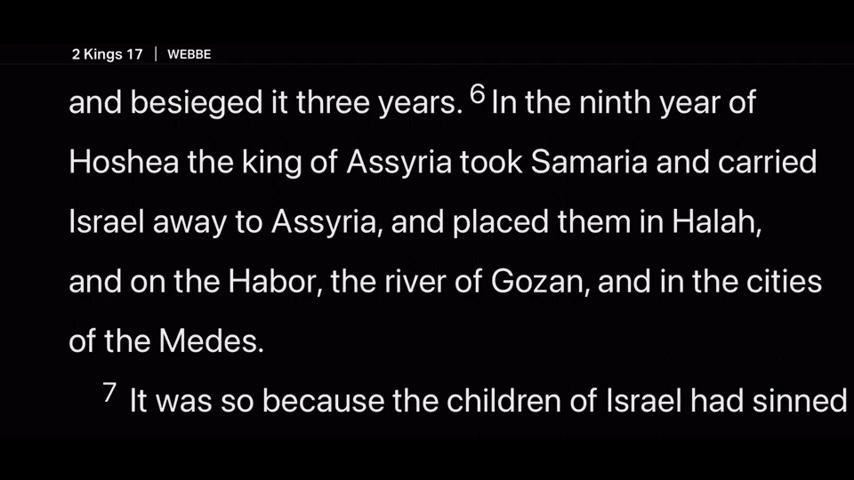 2 Kings 17 | WEBBE
and besieged it three years. 6 In the ninth year of
Hoshea the king of Assyria took Samaria and carried
Israel away to Assyria, and placed them in Halah,
and on the Habor, the river of Gozan, and in the cities
of the Medes.
7 It was so because the children of Israel had sinned